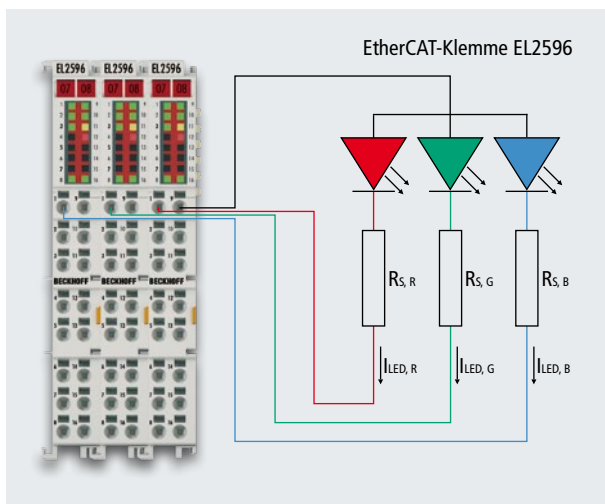 EtherCAT-Klemme EL2596
EL2596 EL2596 EL2596
07 08 07 08 07 08
BECKHOFF BECKHOFF BECKHOFF
RS, R
RS, G
RS, B
ILED, R
ILED, G
ILED, B